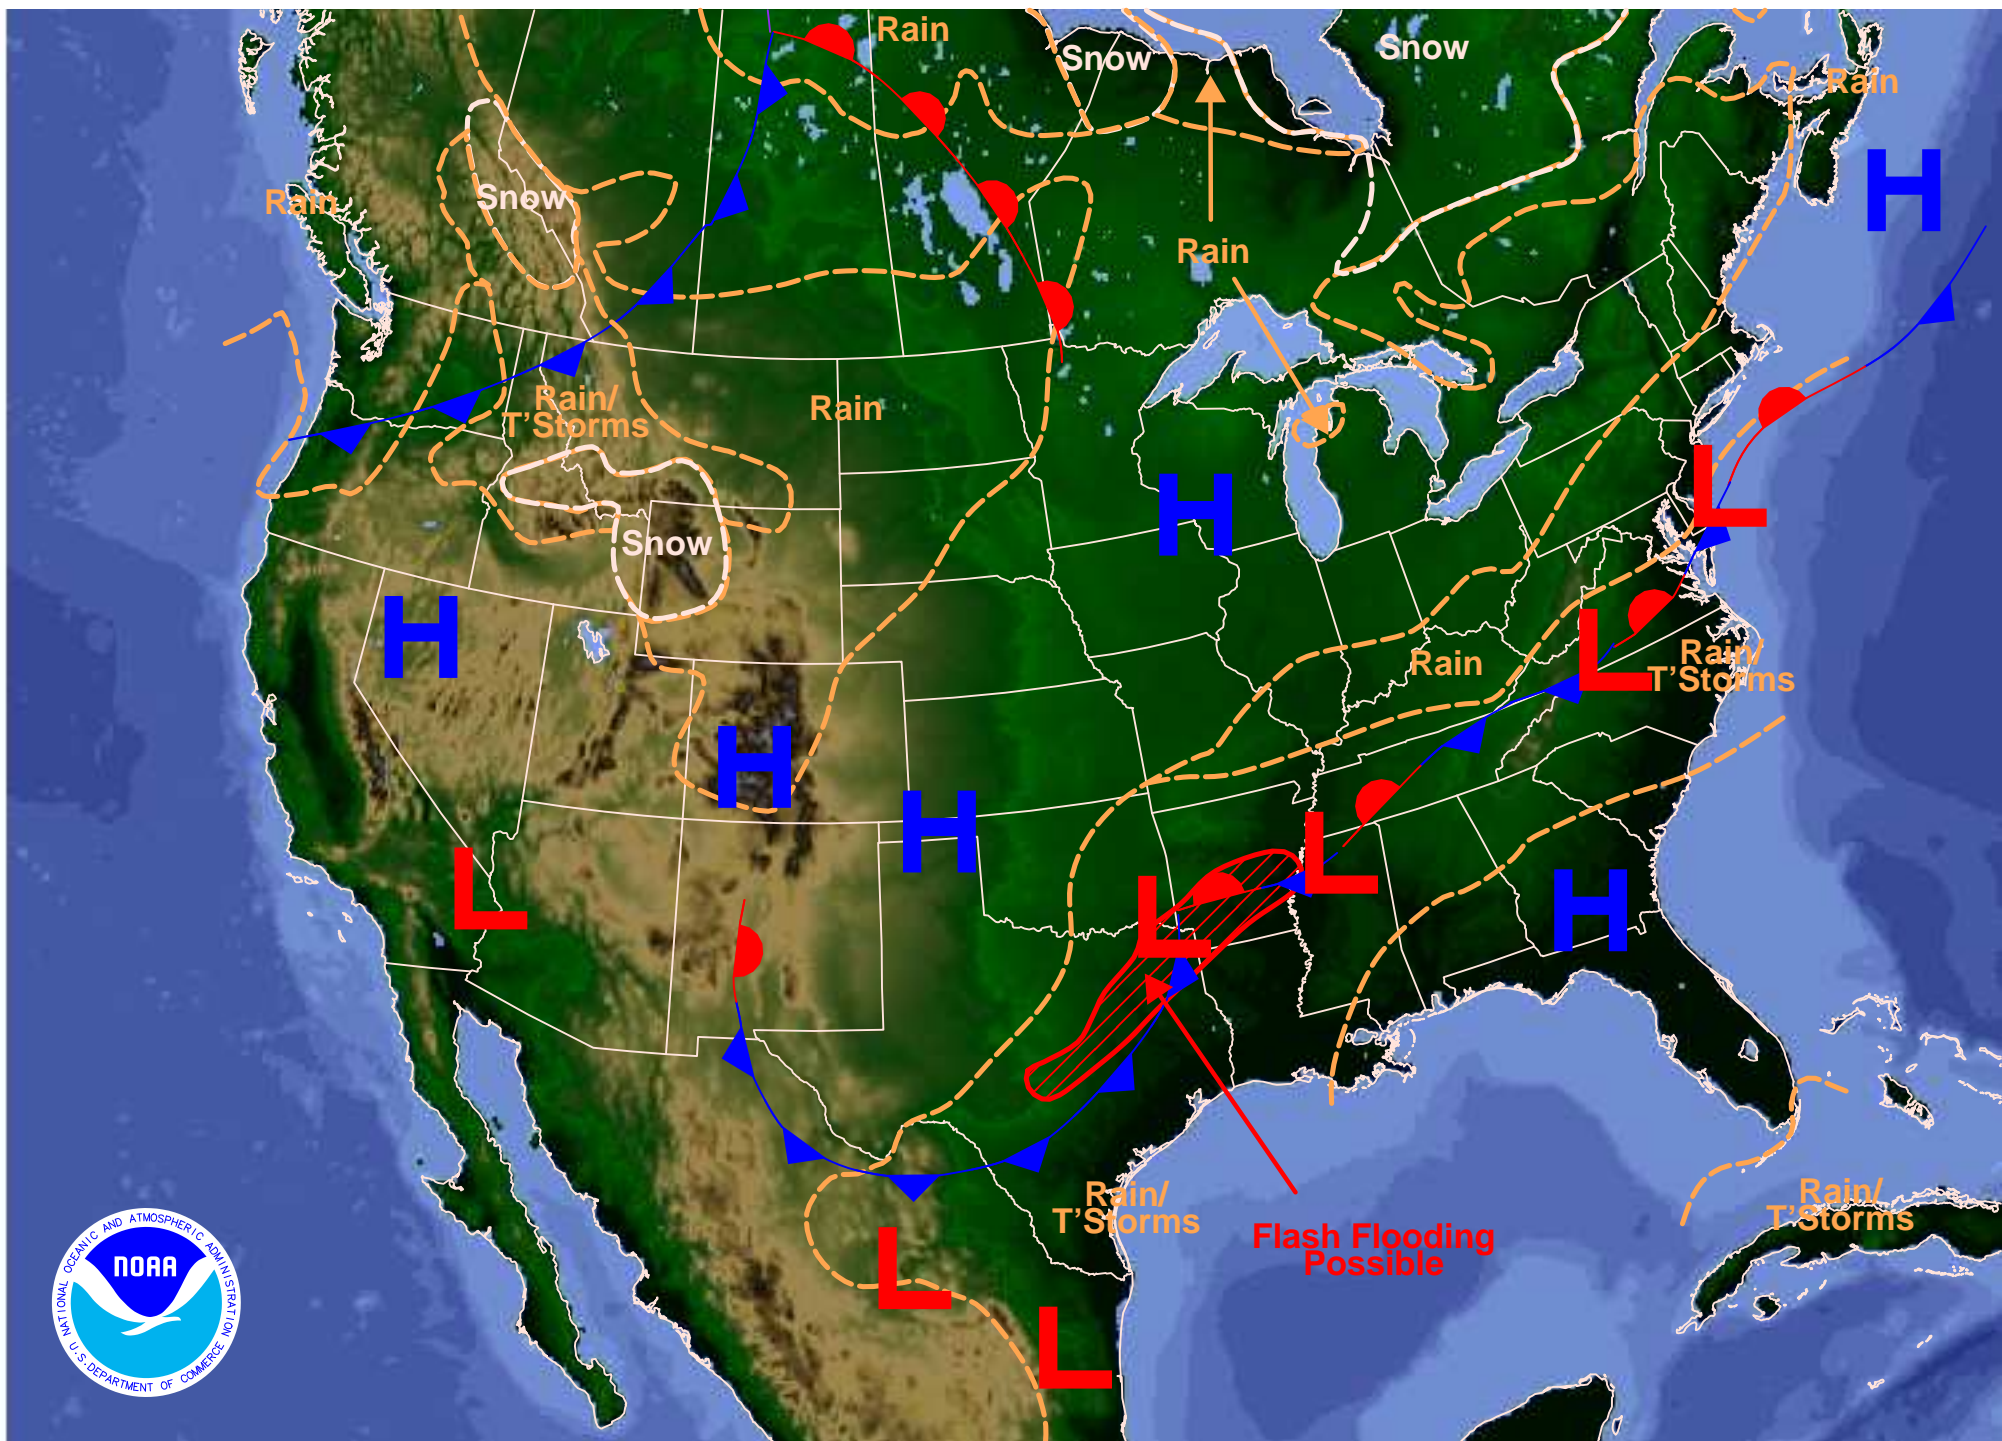 Rain
Snow
Snow
Rain
Snow
Rain
H
Rain
Rain/
T'Storms
Rain
L
H
Snow
H
L
Rain/
T'Storms
Rain
H
H
L
L
L
H
Rain/
T'Storms
Rain/
T'Storms
Flash Flooding
Possible
L
L
NATIONAL OCEANIC AND ATMOSPHERIC ADMINISTRATION
NOAA
U.S. DEPARTMENT OF COMMERCE